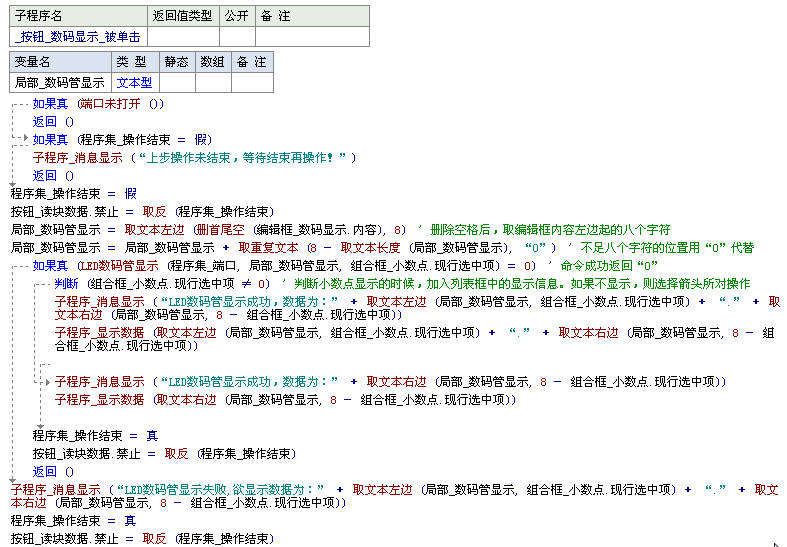 子程序名 返回值类型 公开 备 注
_按钮_数码显示_被单击
变量名 类 型 静态 数组 备 注
局部_数码管显示 文本型
如果真 (端口未打开 ())
返回 ()
如果真 (程序集_操作结束 = 假)
子程序_消息显示 (“上步操作未结束，等待结束再操作！”)
返回 ()
程序集_操作结束 = 假
按钮_读块数据.禁止 = 取反 (程序集_操作结束)
局部_数码管显示 = 取文本左边 (删首尾空 (编辑框_数码显示.内容), 8) ’ 删除空格后，取编辑框内容左边起的八个字符
局部_数码管显示 = 局部_数码管显示 + 取重复文本 (8 - 取文本长度 (局部_数码管显示), “0”) ’ 不足八个字符的位置用“0”代替
如果真 (LED数码管显示 (程序集_端口, 局部_数码管显示, 组合框_小数点.现行选中项) = 0) ’ 命令成功返回“0”
判断 (组合框_小数点.现行选中项 ≠ 0) ’ 判断小数点显示的时候，加入列表框中的显示信息。如果不显示，则选择箭头所对操作
子程序_消息显示 (“LED数码管显示成功，数据为：” + 取文本左边 (局部_数码管显示, 组合框_小数点.现行选中项) + “.” + 取
文本右边 (局部_数码管显示, 8 - 组合框_小数点.现行选中项))
子程序_显示数据 (取文本左边 (局部_数码管显示, 组合框_小数点.现行选中项) + “.” + 取文本右边 (局部_数码管显示, 8 - 组
合框_小数点.现行选中项))
子程序_消息显示 (“LED数码管显示成功，数据为：” + 取文本右边 (局部_数码管显示, 8 - 组合框_小数点.现行选中项))
子程序_显示数据 (取文本右边 (局部_数码管显示, 8 - 组合框_小数点.现行选中项))
程序集_操作结束 = 真
按钮_读块数据.禁止 = 取反 (程序集_操作结束)
返回 ()
子程序_消息显示 (“LED数码管显示失败,欲显示数据为：” + 取文本左边 (局部_数码管显示, 组合框_小数点.现行选中项) + “.” + 取文
本右边 (局部_数码管显示, 8 - 组合框_小数点.现行选中项))
程序集_操作结束 = 真
按钮_读块数据.禁止 = 取反 (程序集_操作结束)